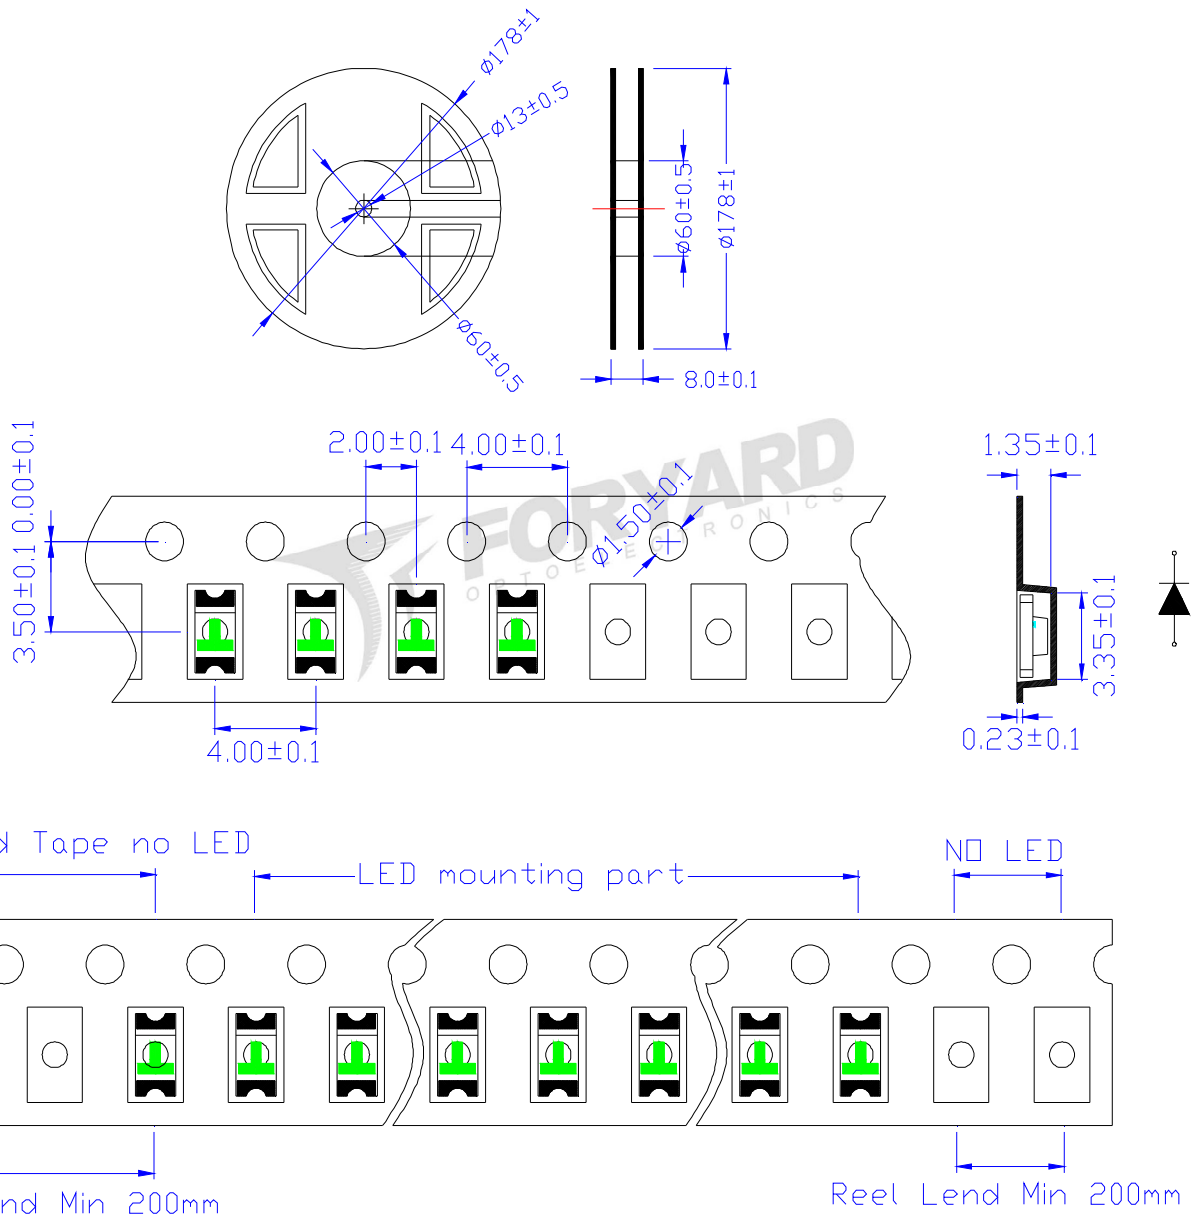 Ø178±1
Ø13±0.5
Ø60±0.5
Ø60±0.5
Ø178±1
8.0±0.1
2.00±0.1
4.00±0.1
1.35±0.1
0.00±0.1
3.50±0.1
Ø1.50±0.1
FORYARD
OPTOELECTRONICS
3.35±0.1
4.00±0.1
0.23±0.1
Tape no LED
LED mounting part
NO LED
Min 200mm
Reel Lend Min 200mm